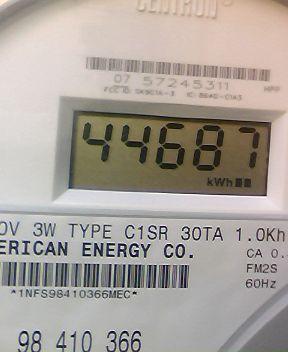 CENTRON
07 57245311
44687
kWh
0V 3W TYPE C1SR 30TA 1.0Kh
ERICAN ENERGY CO.
CA 0.
FM2S
*1NFS98410366MEC*
60Hz
98 410 366